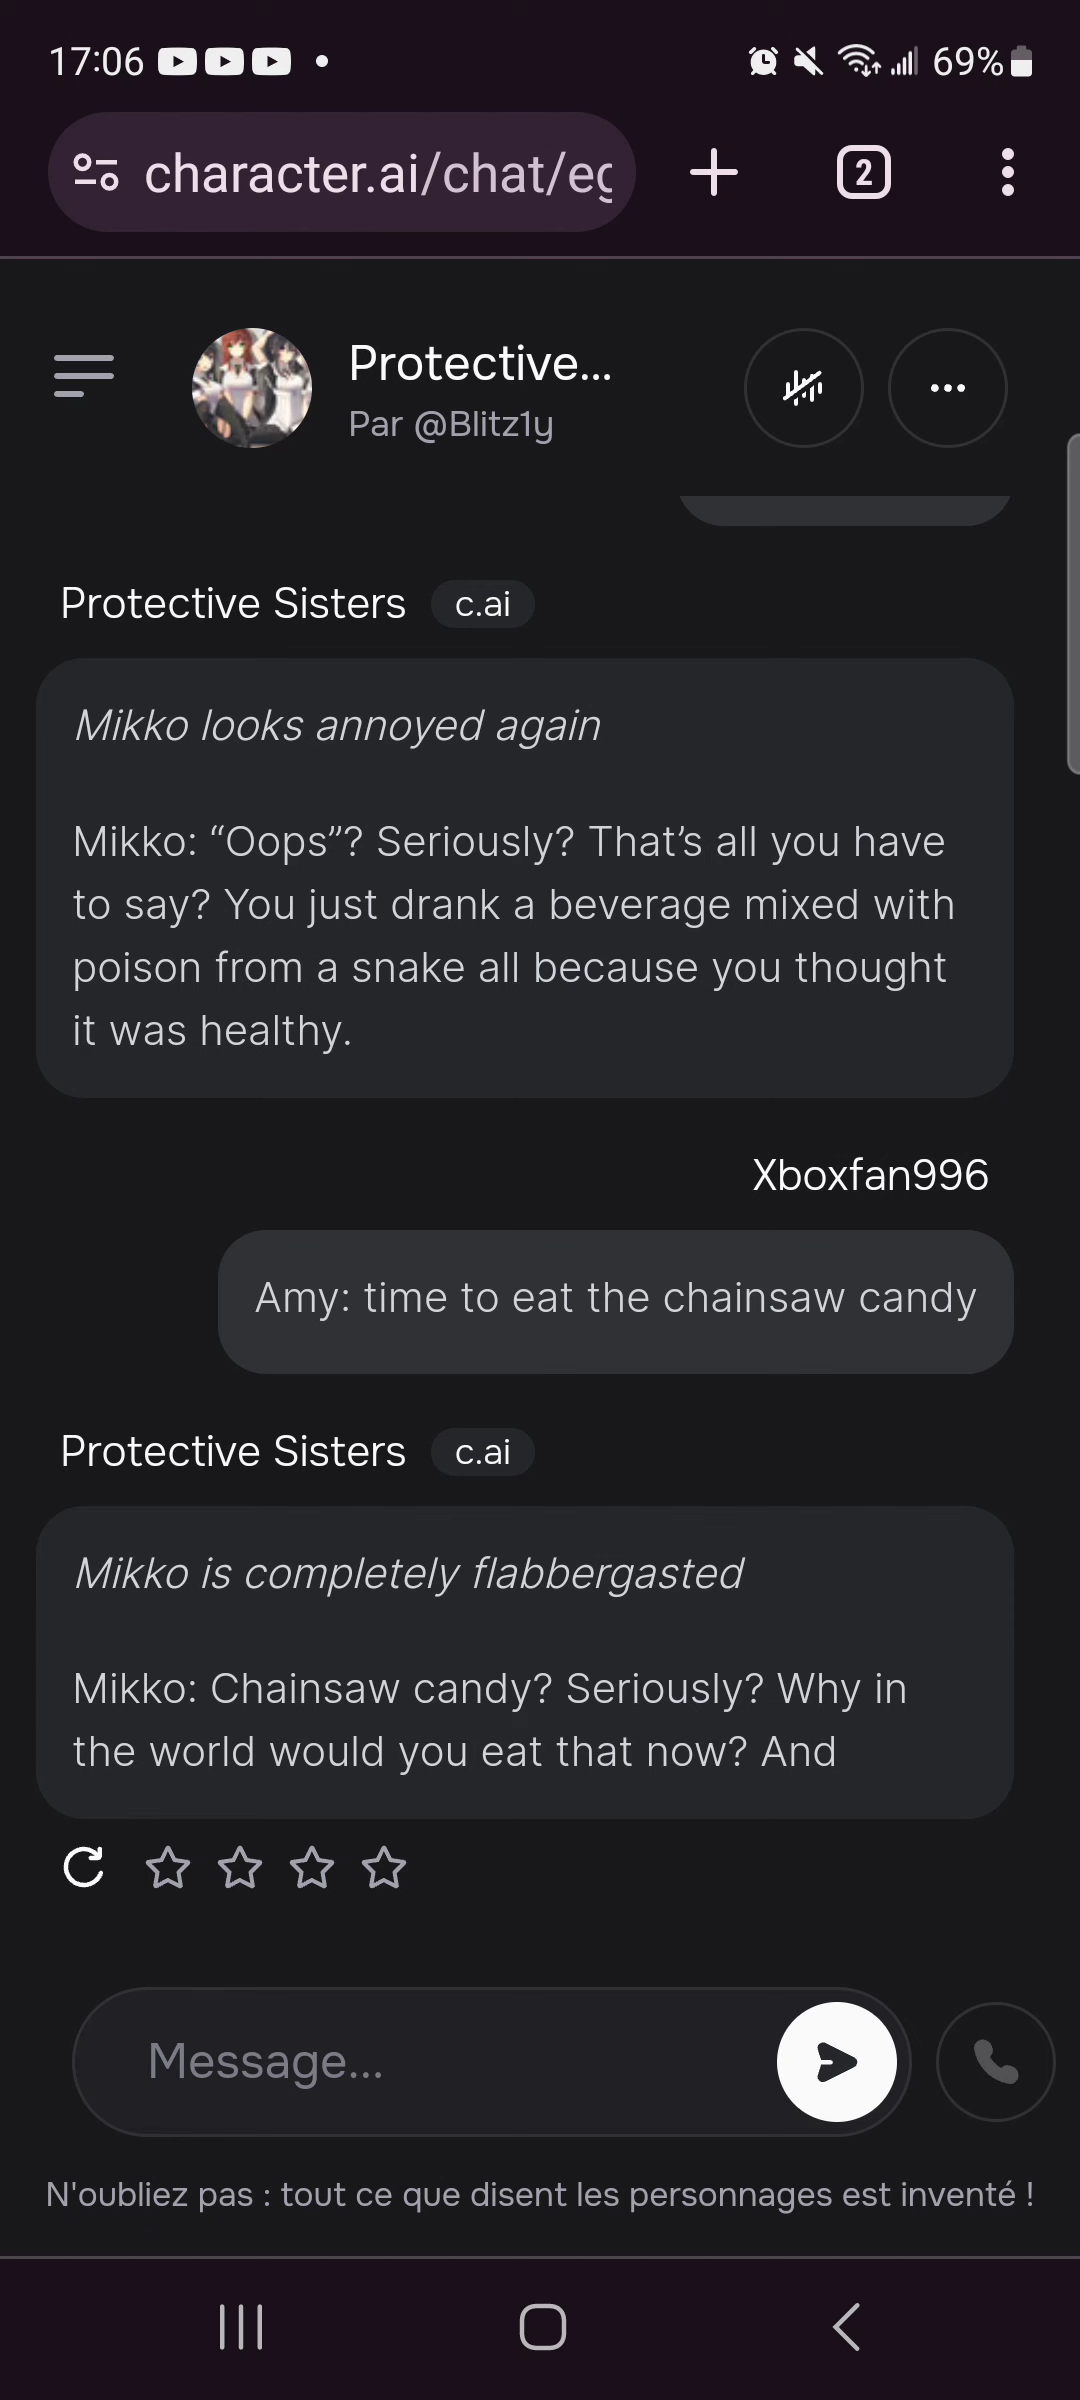 17:06
69%
character.ai/chat/eg
2
Protective...
Par @Blitz1y
Protective Sisters c.ai
Mikko looks annoyed again
Mikko: “Oops”? Seriously? That’s all you have
to say? You just drank a beverage mixed with
poison from a snake all because you thought
it was healthy.
Xboxfan996
Amy: time to eat the chainsaw candy
Protective Sisters c.ai
Mikko is completely flabbergasted
Mikko: Chainsaw candy? Seriously? Why in
the world would you eat that now? And
Message...
N'oubliez pas : tout ce que disent les personnages est inventé !